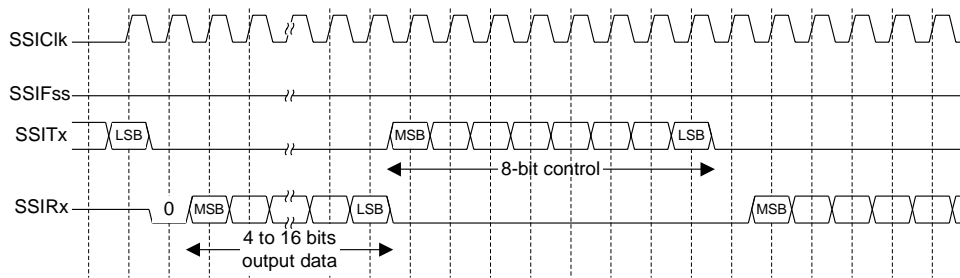 SSIClk
SSIFss
SSITx LSB MSB LSB
8-bit control
SSIRx 0 MSB LSB MSB
4 to 16 bits
output data